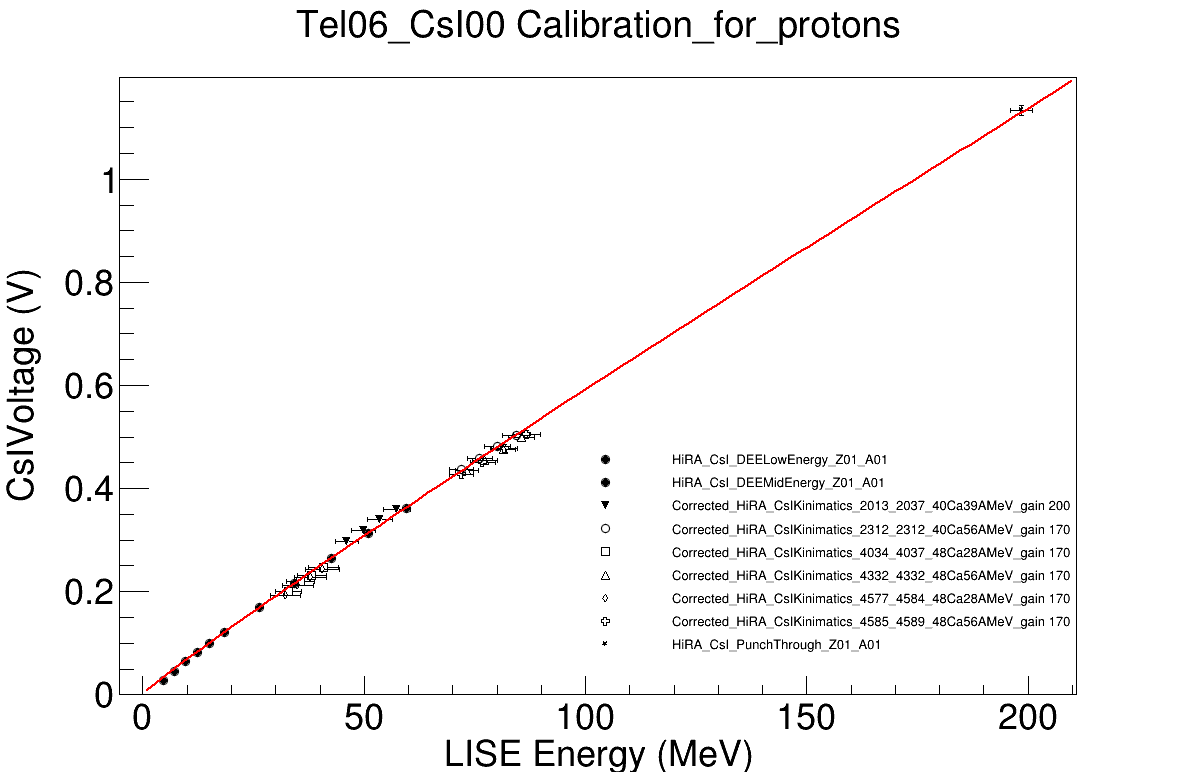 Tel06_CsI00 Calibration_for_protons
CsIVoltage (V)
1
0.8
0.6
0.4
0.2
0
HiRA_CsI_DEELowEnergy_Z01_A01
HiRA_CsI_DEEMidEnergy_Z01_A01
Corrected_HiRA_CsIKinimatics_2013_2037_40Ca39AMeV_gain 200
Corrected_HiRA_CsIKinimatics_2312_2312_40Ca56AMeV_gain 170
Corrected_HiRA_CsIKinimatics_4034_4037_48Ca28AMeV_gain 170
Corrected_HiRA_CsIKinimatics_4332_4332_48Ca56AMeV_gain 170
Corrected_HiRA_CsIKinimatics_4577_4584_48Ca28AMeV_gain 170
Corrected_HiRA_CsIKinimatics_4585_4589_48Ca56AMeV_gain 170
HiRA_CsI_PunchThrough_Z01_A01
0 50 100 150 200
LISE Energy (MeV)